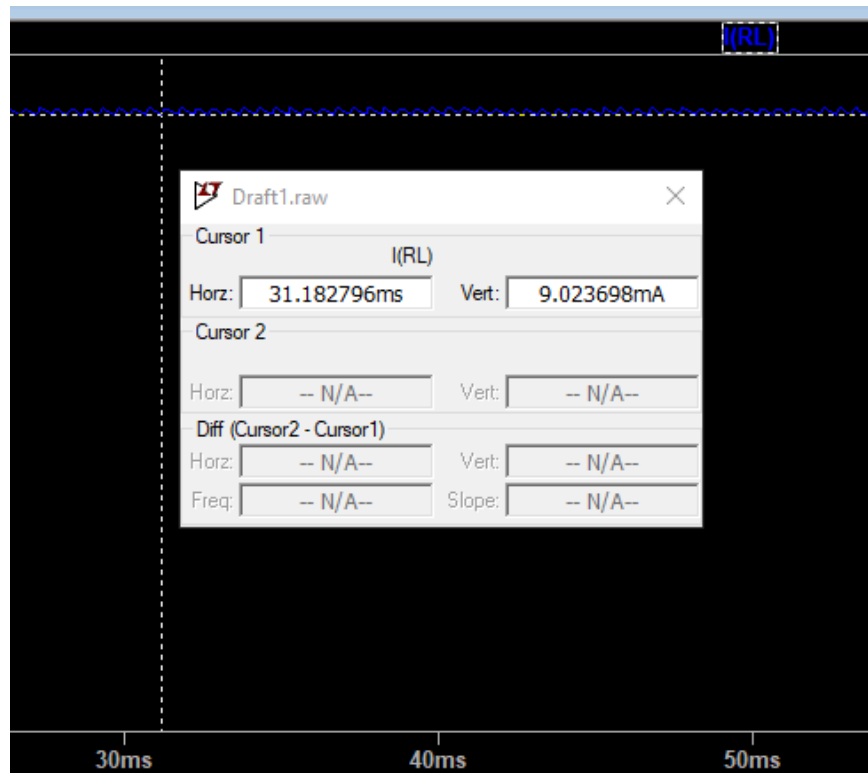 I(RL)
Draft1.raw
Cursor 1
I(RL)
Horz: 31.182796ms Vert: 9.023698mA
Cursor 2
Horz: -- N/A-- Vert: -- N/A--
Diff (Cursor2 - Cursor1)
Horz: -- N/A-- Vert: -- N/A--
Freq: -- N/A-- Slope: -- N/A--
30ms 40ms 50ms